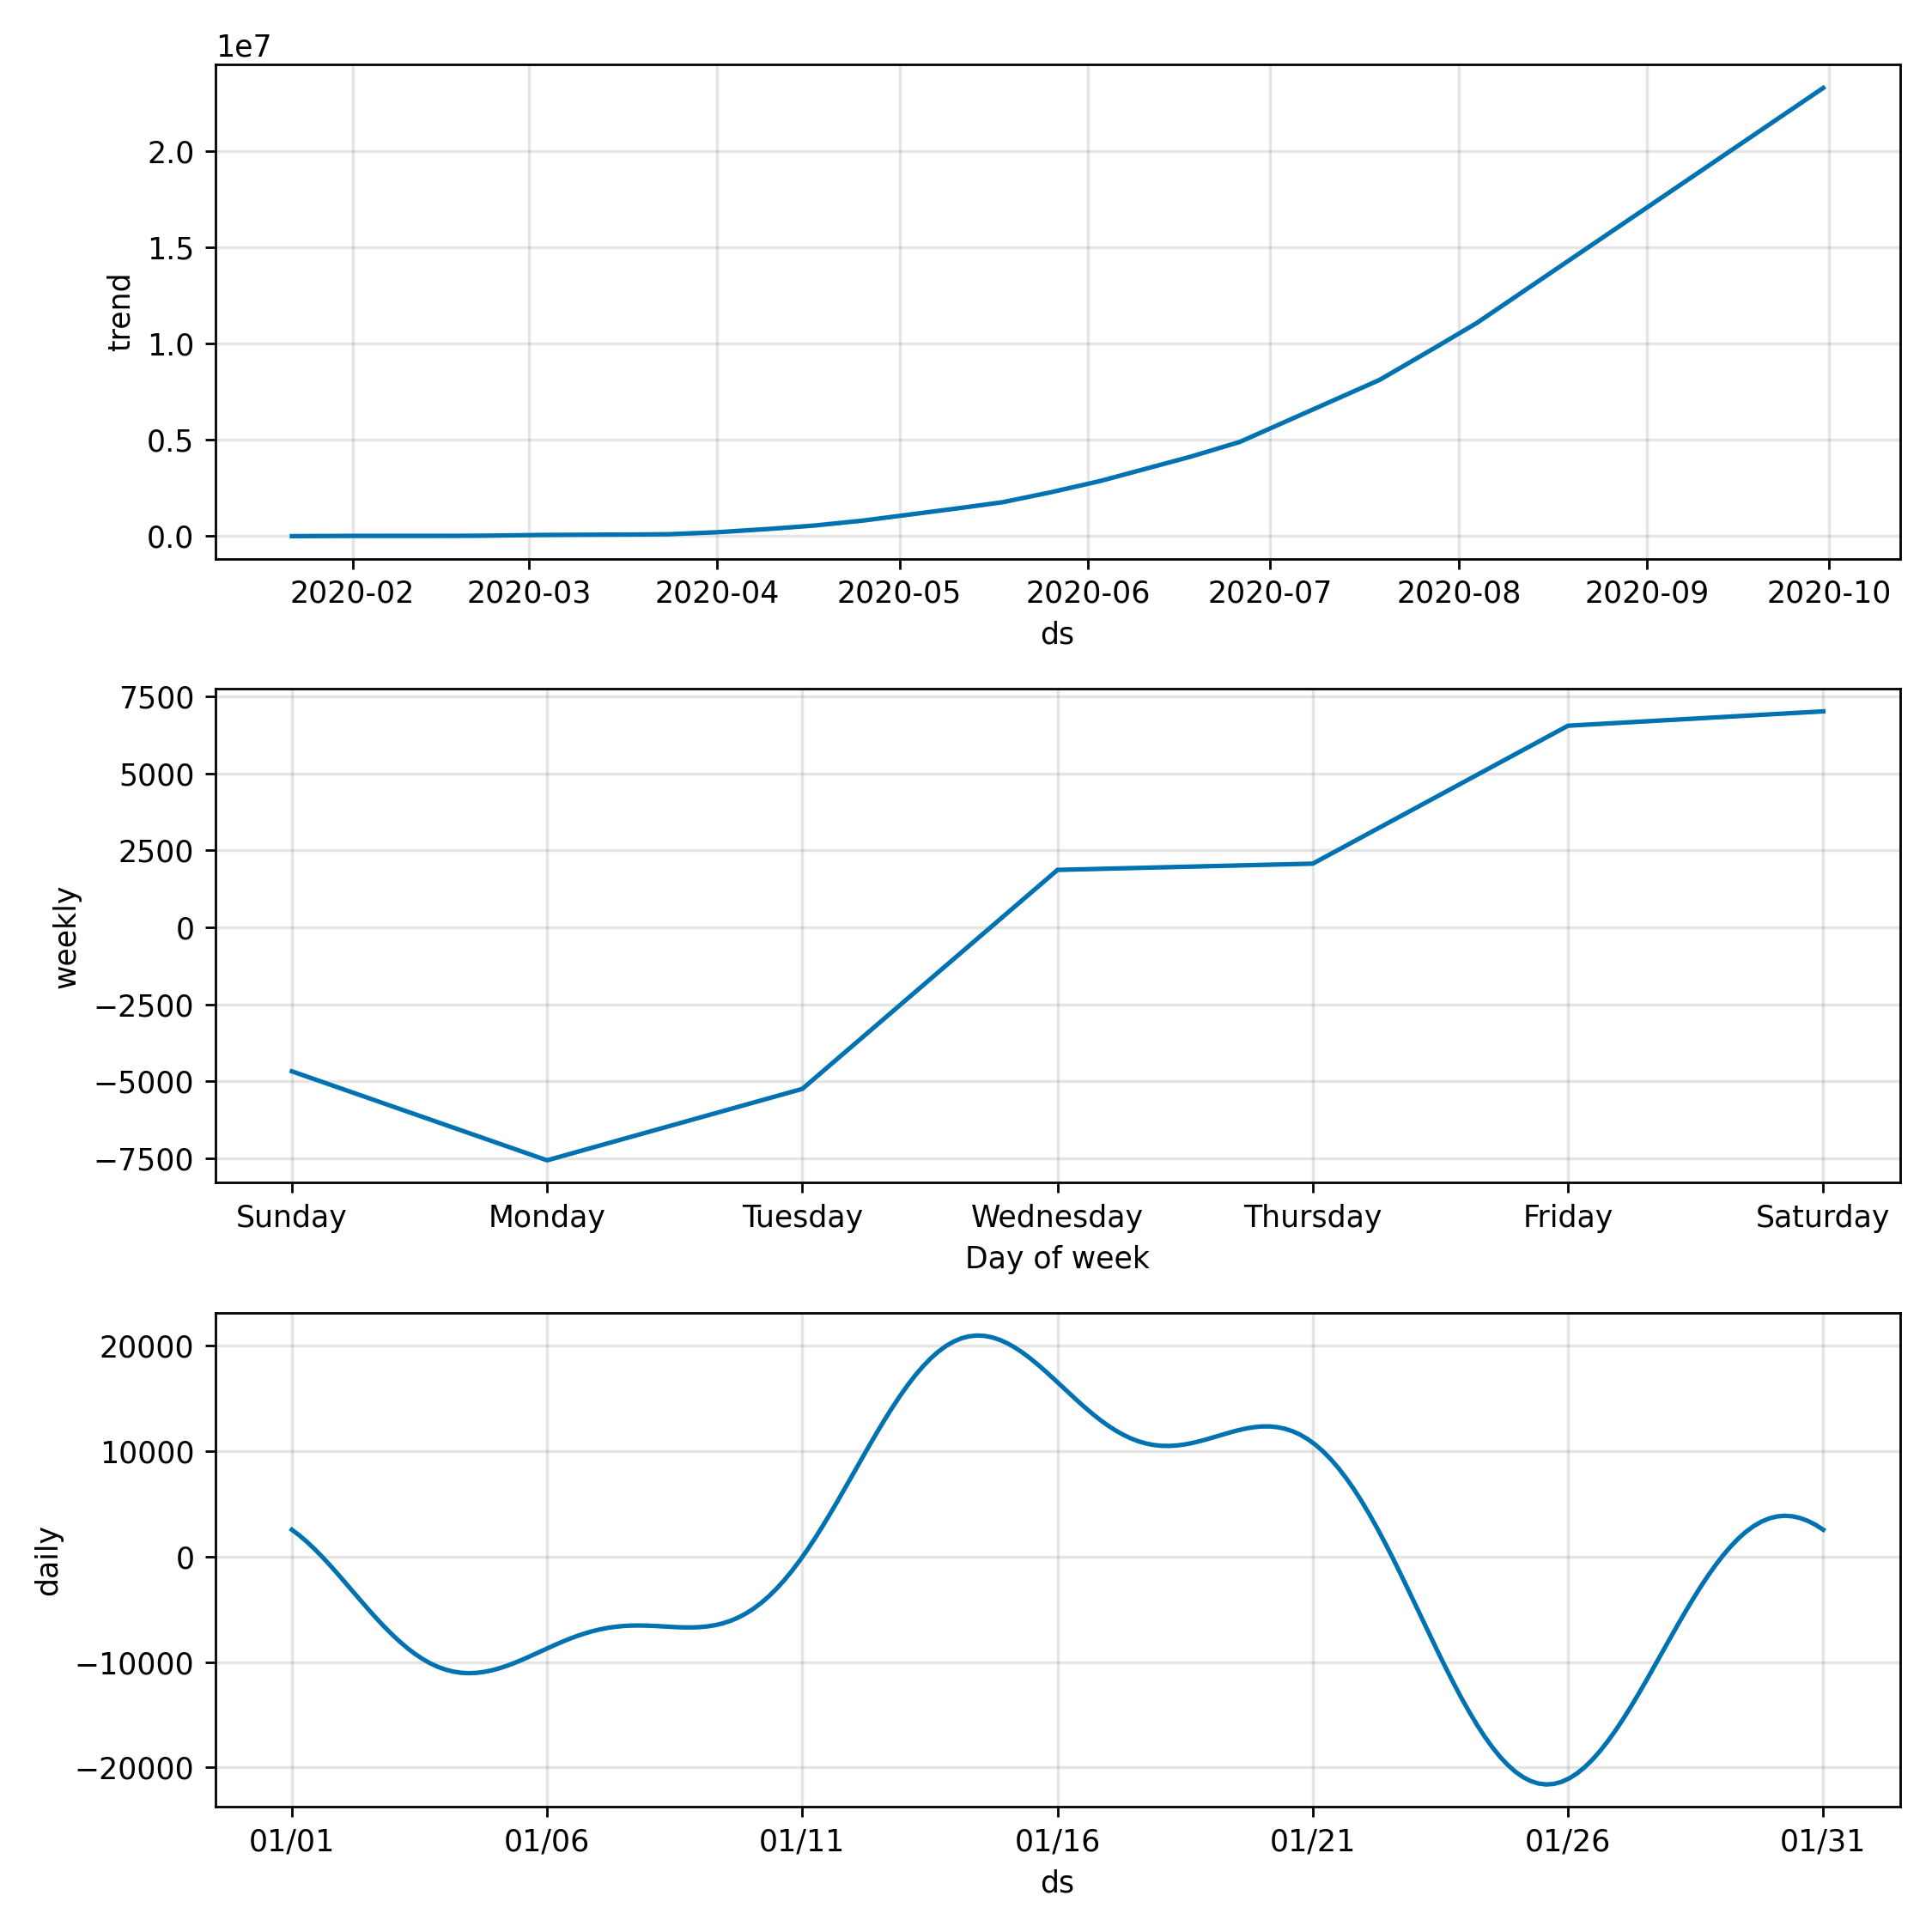 1e7
2.0
1.5
1.0
0.5
0.0
trend
2020-02 2020-03 2020-04 2020-05 2020-06 2020-07 2020-08 2020-09 2020-10
ds
7500
5000
2500
0
−2500
−5000
−7500
weekly
Sunday Monday Tuesday Wednesday Thursday Friday Saturday
Day of week
20000
10000
0
−10000
−20000
daily
01/01 01/06 01/11 01/16 01/21 01/26 01/31
ds